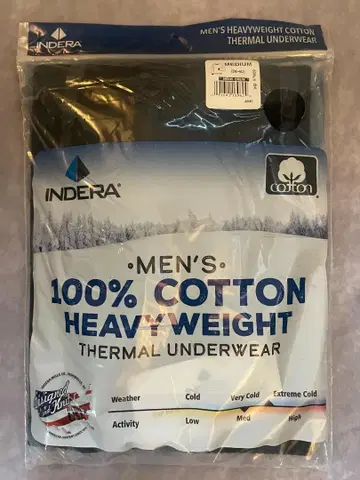 INDERA
MEN'S HEAVYWEIGHT COTTON
THERMAL UNDERWEAR
MEDIUM
INDERA®
cotton
·MEN'S·
100% COTTON
HEAVYWEIGHT
THERMAL UNDERWEAR
Weather Cold Very Cold Extreme Cold
Activity Low Med High